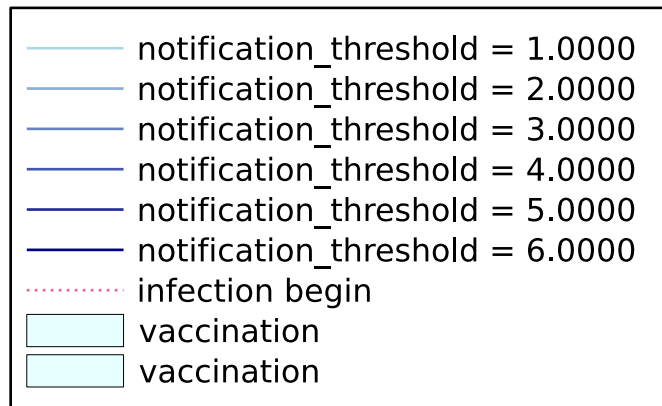 notification_threshold = 1.0000
notification_threshold = 2.0000
notification_threshold = 3.0000
notification_threshold = 4.0000
notification_threshold = 5.0000
notification_threshold = 6.0000
infection begin
vaccination
vaccination